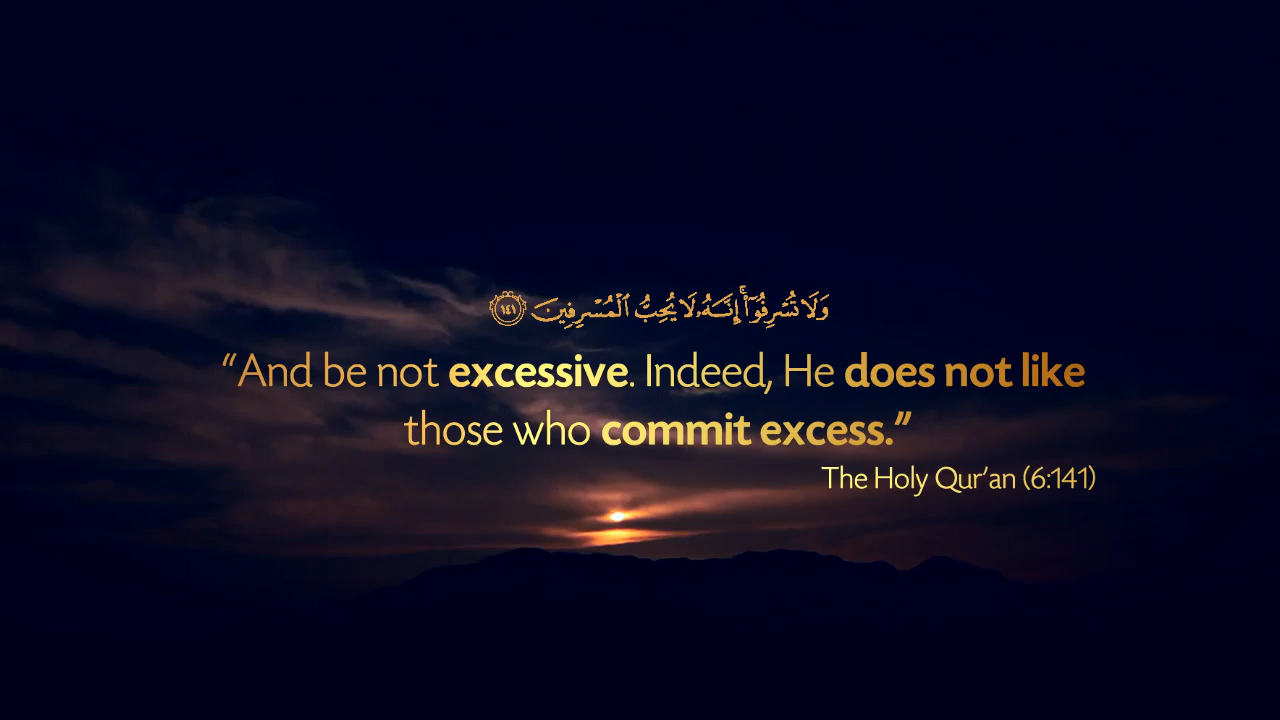 وَلَا تُسْرِفُوٓا۟ ۚ إِنَّهُۥ لَا يُحِبُّ ٱلْمُسْرِفِينَ ١٤١
“And be not excessive. Indeed, He does not like
those who commit excess.”
The Holy Qur’an (6:141)